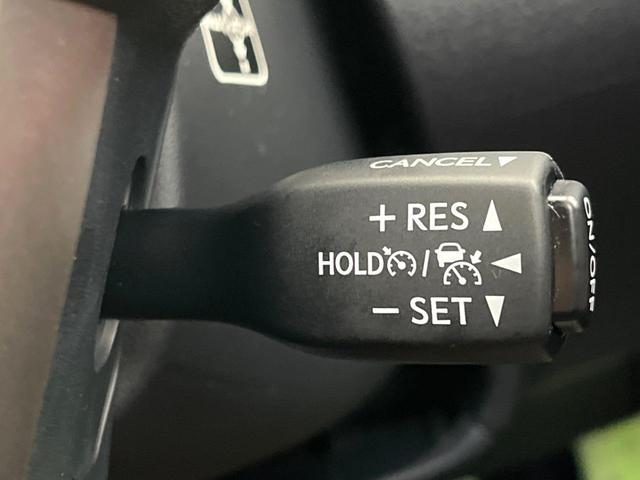 CANCEL▼
+ RES ▲
HOLD / ◀
− SET ▼
ON/OFF